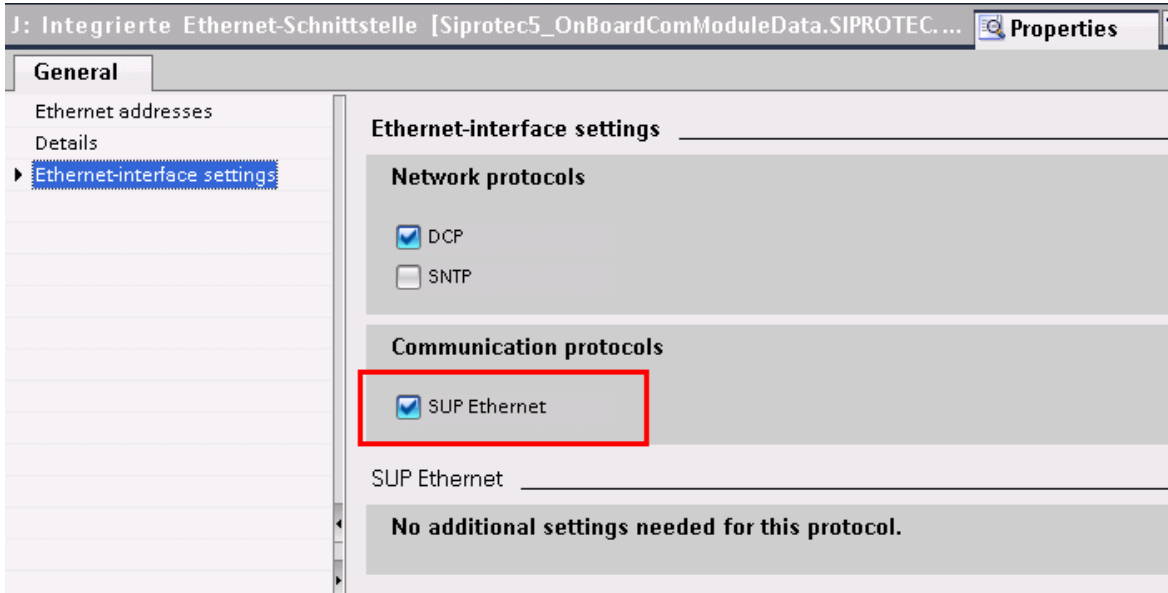 J: Integrierte Ethernet-Schnittstelle [Siprotec5_OnBoardComModuleData.SIPROTEC.... Properties
General
Ethernet addresses
Details
Ethernet-interface settings
Ethernet-interface settings
Network protocols
DCP
SNTP
Communication protocols
SUP Ethernet
SUP Ethernet
No additional settings needed for this protocol.